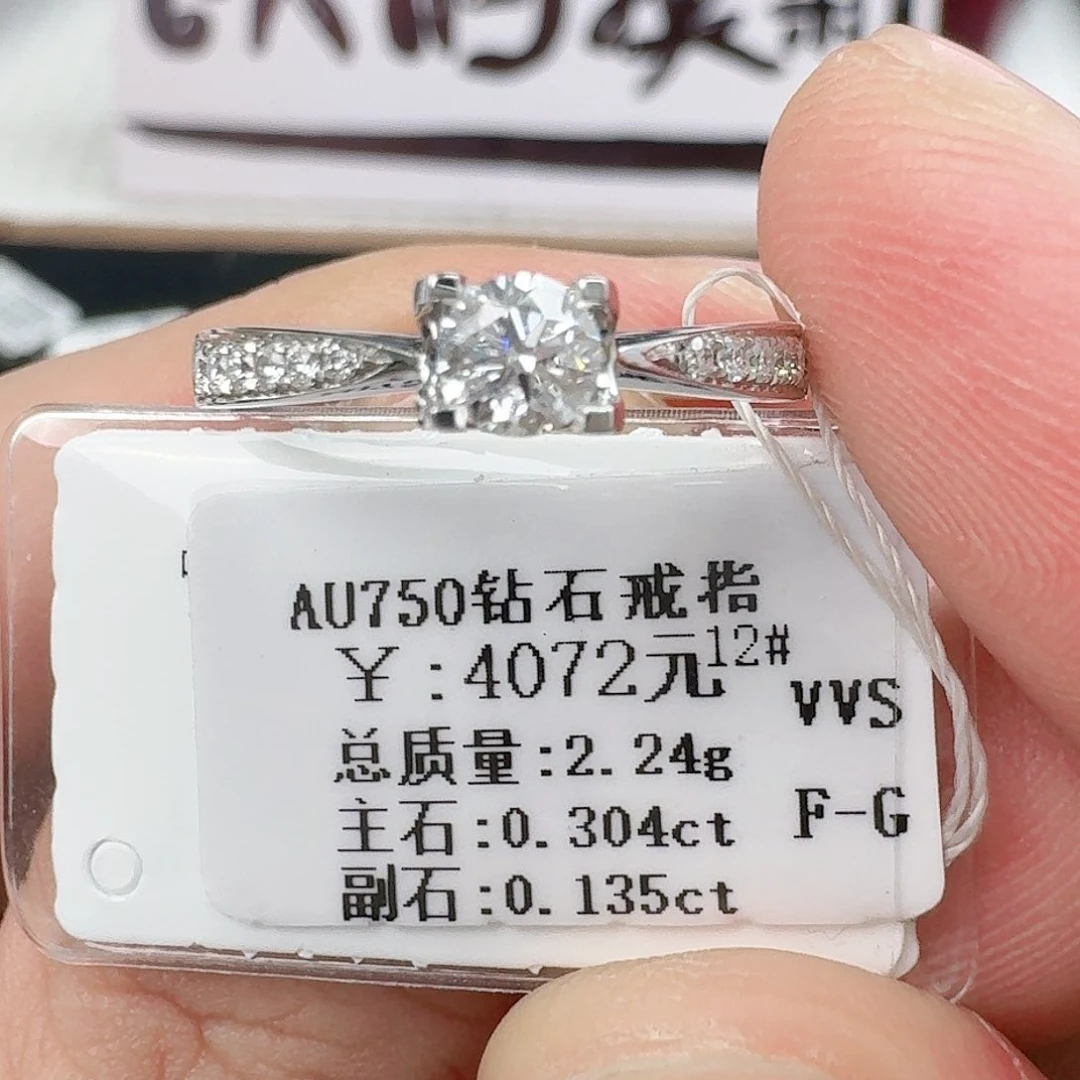 AU750钻石戒指
¥:4072元12#
VVS
总质量:2.24g
主石:0.304ct
F-G
副石:0.135ct